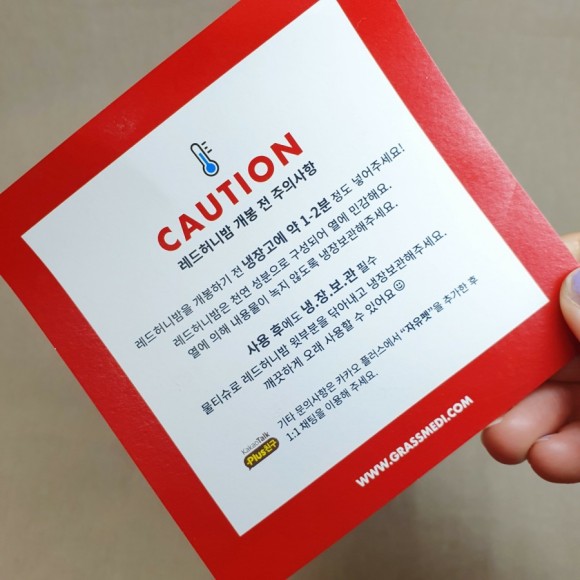 CAUTION
레드허니밤 개봉 전 주의사항
레드허니밤을 개봉하기 전 냉장고에 약 1-2분 정도 넣어주세요!
레드허니밤은 천연 성분으로 구성되어 열에 민감해요.
열에 의해 내용물이 녹지 않도록 냉장보관해주세요.
사용 후에도 냉.장.보.관 필수
물티슈로 레드허니밤 윗부분을 닦아내고 냉장보관해주세요.
깨끗하게 오래 사용할 수 있어요☺
KakaoTalk
Plus친구
기타 문의사항은 카카오 플러스에서 “자유펫”을 추가한 후
1:1 채팅을 이용해 주세요.
WWW.GRASSMEDI.COM